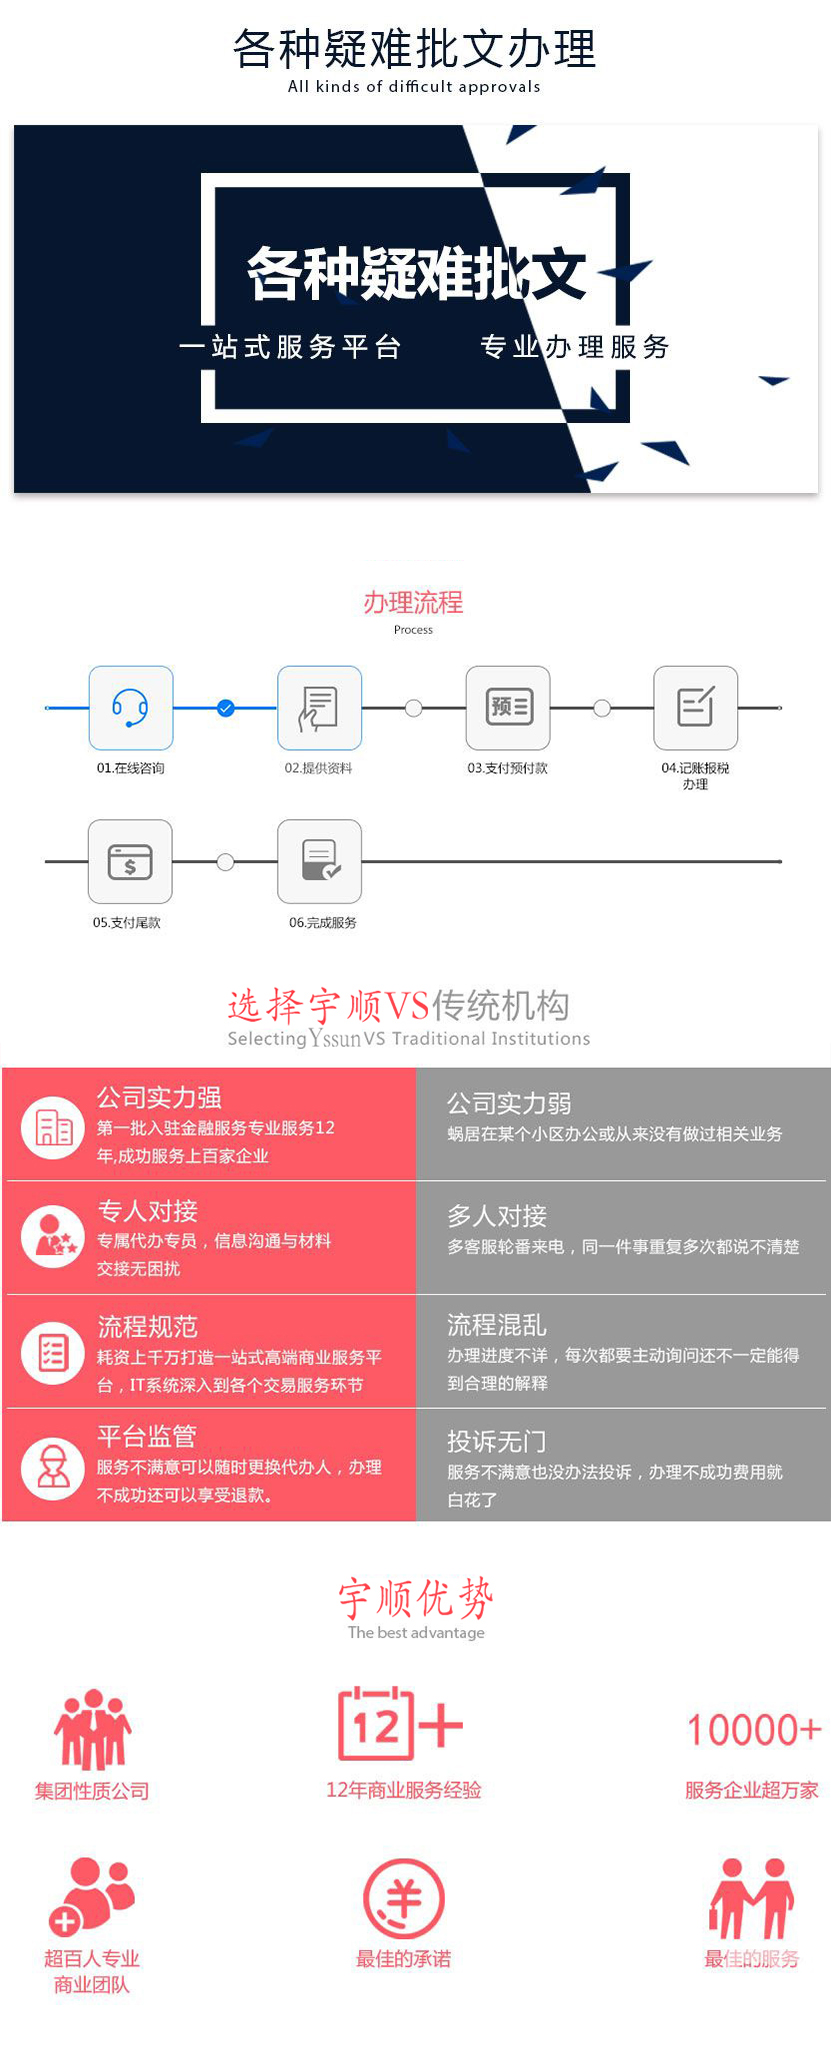 各种疑难批文办理
All kinds of difficult approvals
各种疑难批文
一站式服务平台 专业办理服务
办理流程
Process
预
01.在线咨询 02.提供资料 03.支付预付款 04.记账报税
办理
$
05.支付尾款 06.完成服务
选择宇顺VS传统机构
Selecting Yssun VS Traditional Institutions
公司实力强
第一批入驻金融服务专业服务12
年,成功服务上百家企业
公司实力弱
蜗居在某个小区办公或从来没有做过相关业务
专人对接
专属代办专员，信息沟通与材料
交接无困扰
多人对接
多客服轮番来电，同一件事重复多次都说不清楚
流程规范
耗资上千万打造一站式高端商业服务平
台，IT系统深入到各个交易服务环节
流程混乱
办理进度不详，每次都要主动询问还不一定能得
到合理的解释
平台监管
服务不满意可以随时更换代办人，办理
不成功还可以享受退款。
投诉无门
服务不满意也没办法投诉，办理不成功费用就
白花了
宇顺优势
The best advantage
12+ 10000+
集团性质公司 12年商业服务经验 服务企业超万家
超百人专业
商业团队
最佳的承诺
最佳的服务